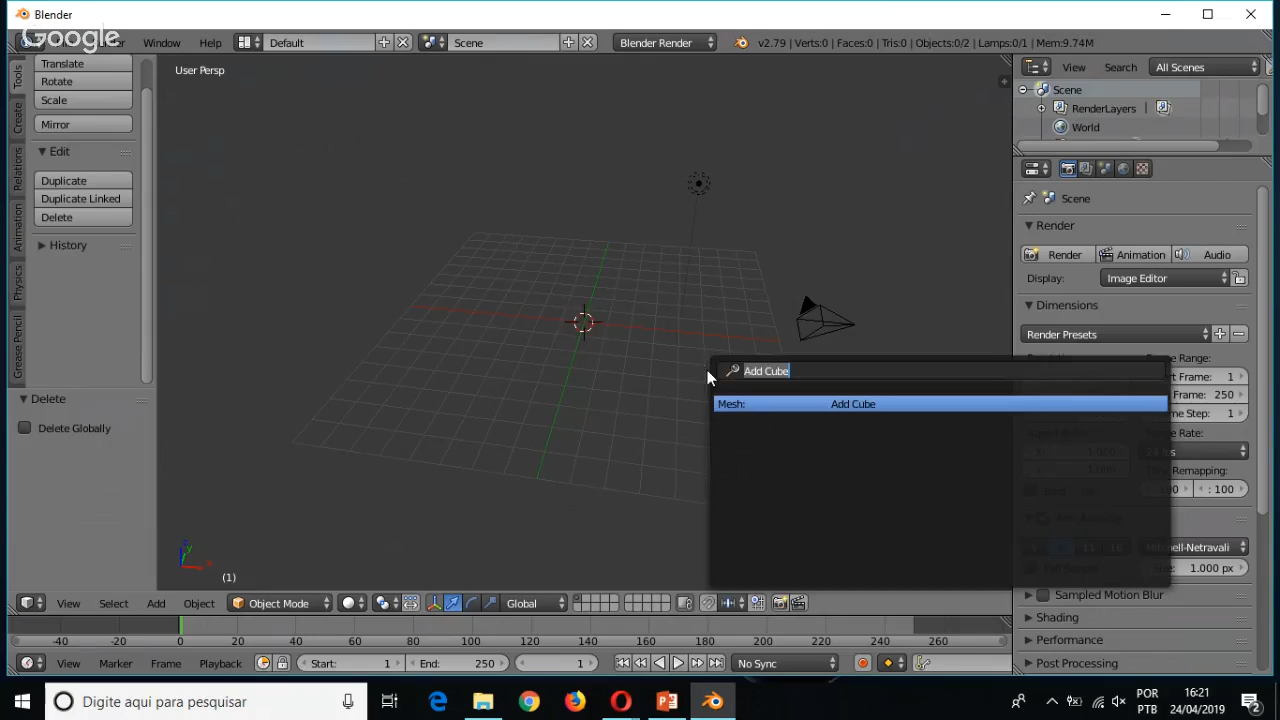 Blender
Google
Window Help Default Scene Blender Render v2.79 | Verts:0 | Faces:0 | Tris:0 | Objects:0/2 | Lamps:0/1 | Mem:9.74M
Translate
Rotate
Scale
Mirror
Edit
Duplicate
Duplicate Linked
Delete
History
Tools
Create
Relations
Animation
Physics
Grease Pencil
Delete
Delete Globally
User Persp
Add Cube
Mesh: Add Cube
z
y
x
(1)
View Search All Scenes
Scene
RenderLayers
World
Scene
Render
Render Animation Audio
Display: Image Editor
Dimensions
Render Presets
Frame: 1
Frame: 250
Step: 1
Rate:
Remapping:
: 100
Mitchell-Netravali
1.000 px
Sampled Motion Blur
Shading
Performance
Post Processing
View Select Add Object Object Mode Global
-40 -20 0 20 40 60 80 100 120 140 160 180 200 220 240 260
View Marker Frame Playback Start: 1 End: 250 1 No Sync
Digite aqui para pesquisar
POR
PTB
16:21
24/04/2019
2